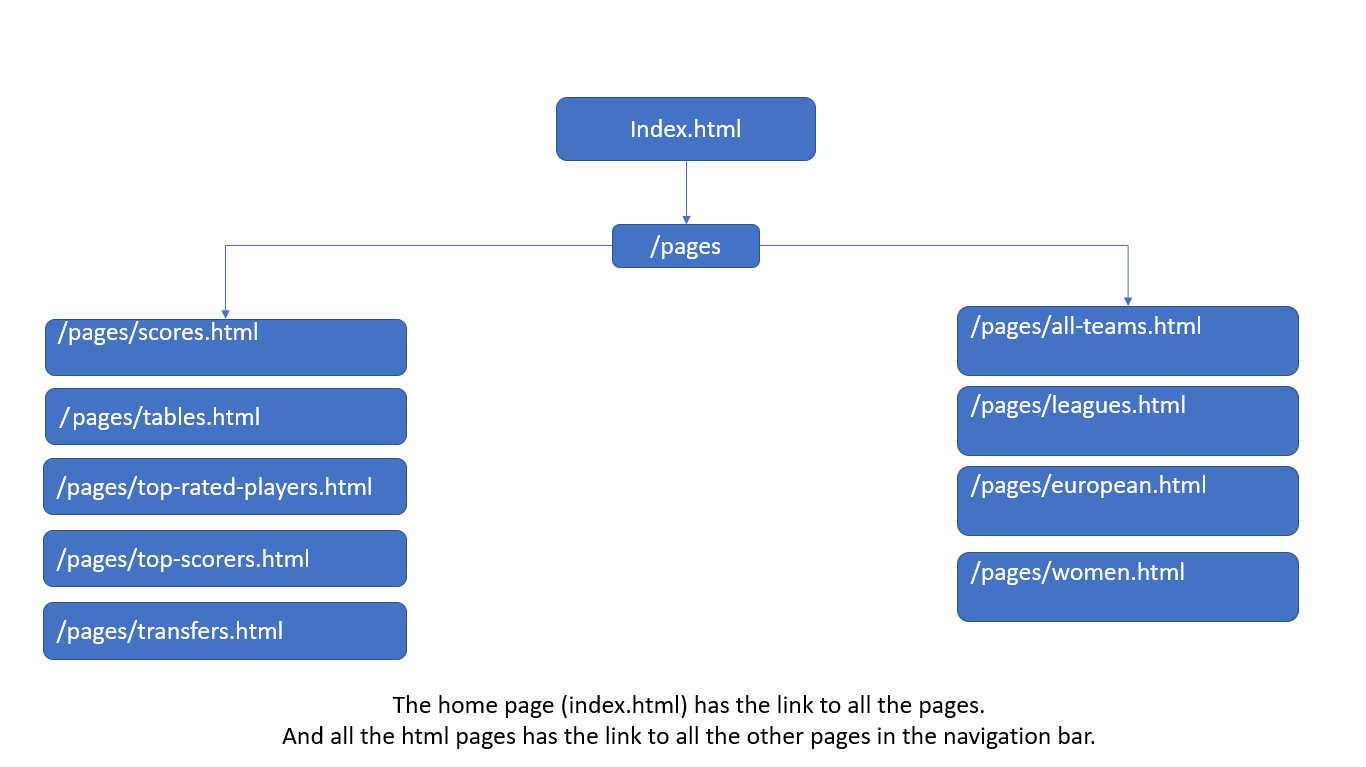 Index.html
/pages
/pages/scores.html
/pages/tables.html
/pages/top-rated-players.html
/pages/top-scorers.html
/pages/transfers.html
/pages/all-teams.html
/pages/leagues.html
/pages/european.html
/pages/women.html
The home page (index.html) has the link to all the pages.
And all the html pages has the link to all the other pages in the navigation bar.